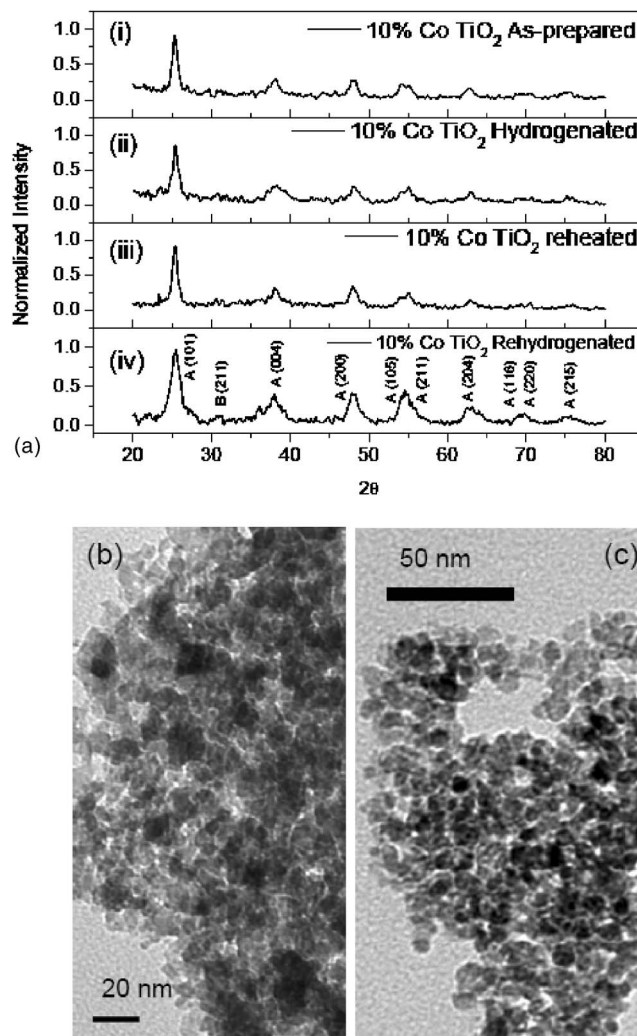 (i) 10% Co TiO₂ As-prepared
1.0
0.5
0.0
(ii) 10% Co TiO₂ Hydrogenated
1.0
0.5
0.0
(iii) 10% Co TiO₂ reheated
1.0
0.5
0.0
(iv) 10% Co TiO₂ Rehydrogenated
1.0
0.5
0.0
Normalized Intensity
A (101)
B (211)
A (004)
A (200)
A (105)
A (211)
A (204)
A (116)
A (220)
A (215)
(a)
20 30 40 50 60 70 80
2θ
(b)
20 nm
50 nm
(c)